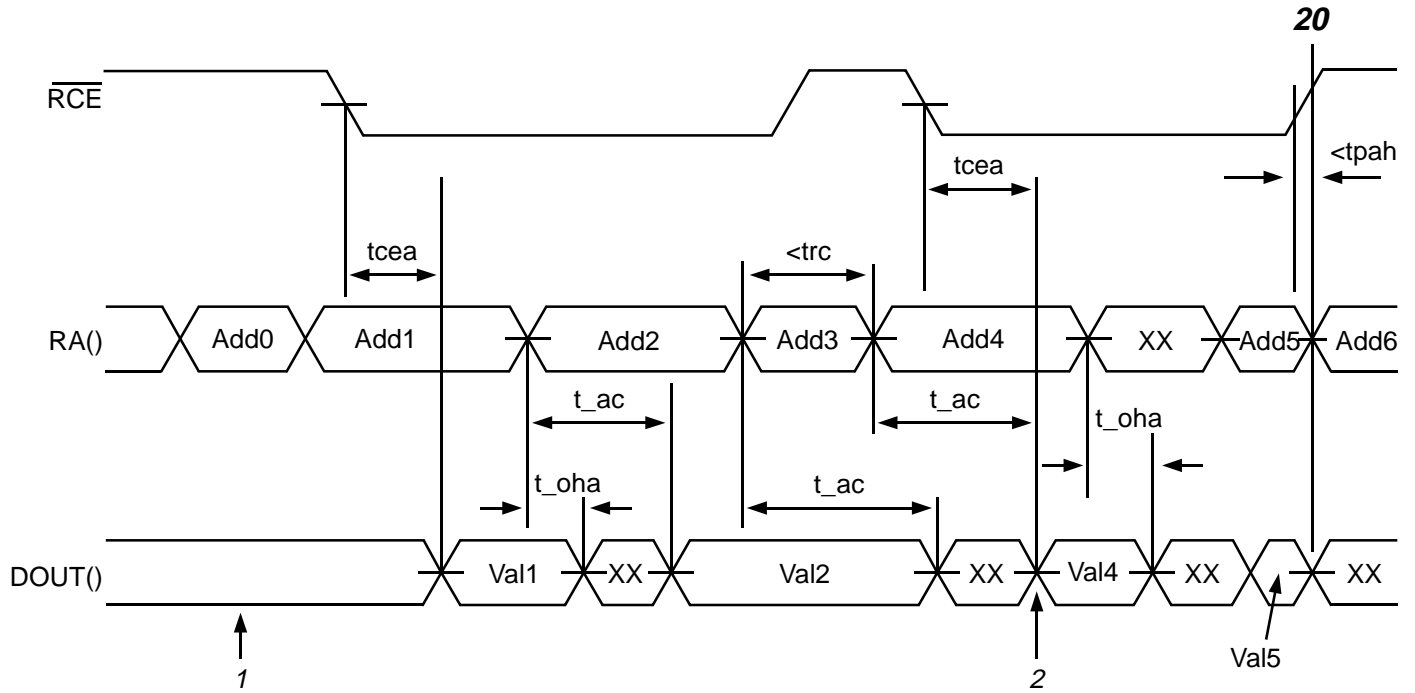 20
RCE
<tpah
tcea
tcea
<trc
RA()
Add0
Add1
Add2
Add3
Add4
XX
Add5
Add6
t_ac
t_ac
t_oha
t_oha
t_ac
DOUT()
Val1
XX
Val2
XX
Val4
XX
XX
Val5
1
2